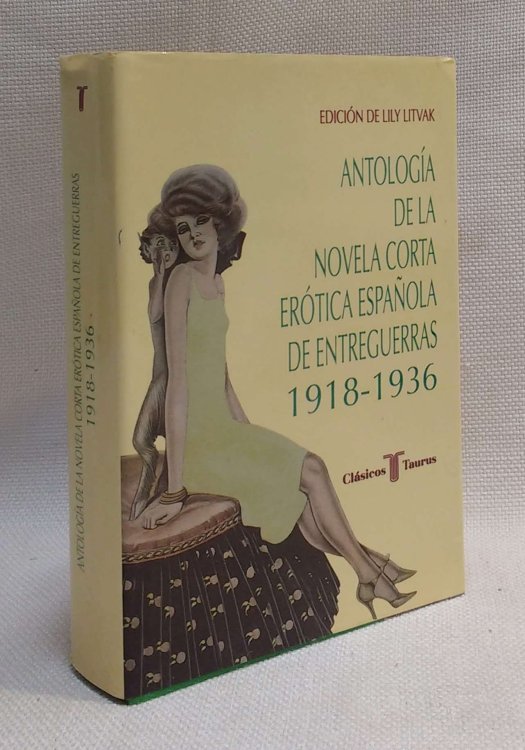 EDICIÓN DE LILY LITVAK
ANTOLOGÍA
DE LA
NOVELA CORTA
ERÓTICA ESPAÑOLA
DE ENTREGUERRAS
1918-1936
Clásicos Taurus
ANTOLOGÍA DE LA NOVELA CORTA ERÓTICA ESPAÑOLA DE ENTREGUERRAS
1918-1936